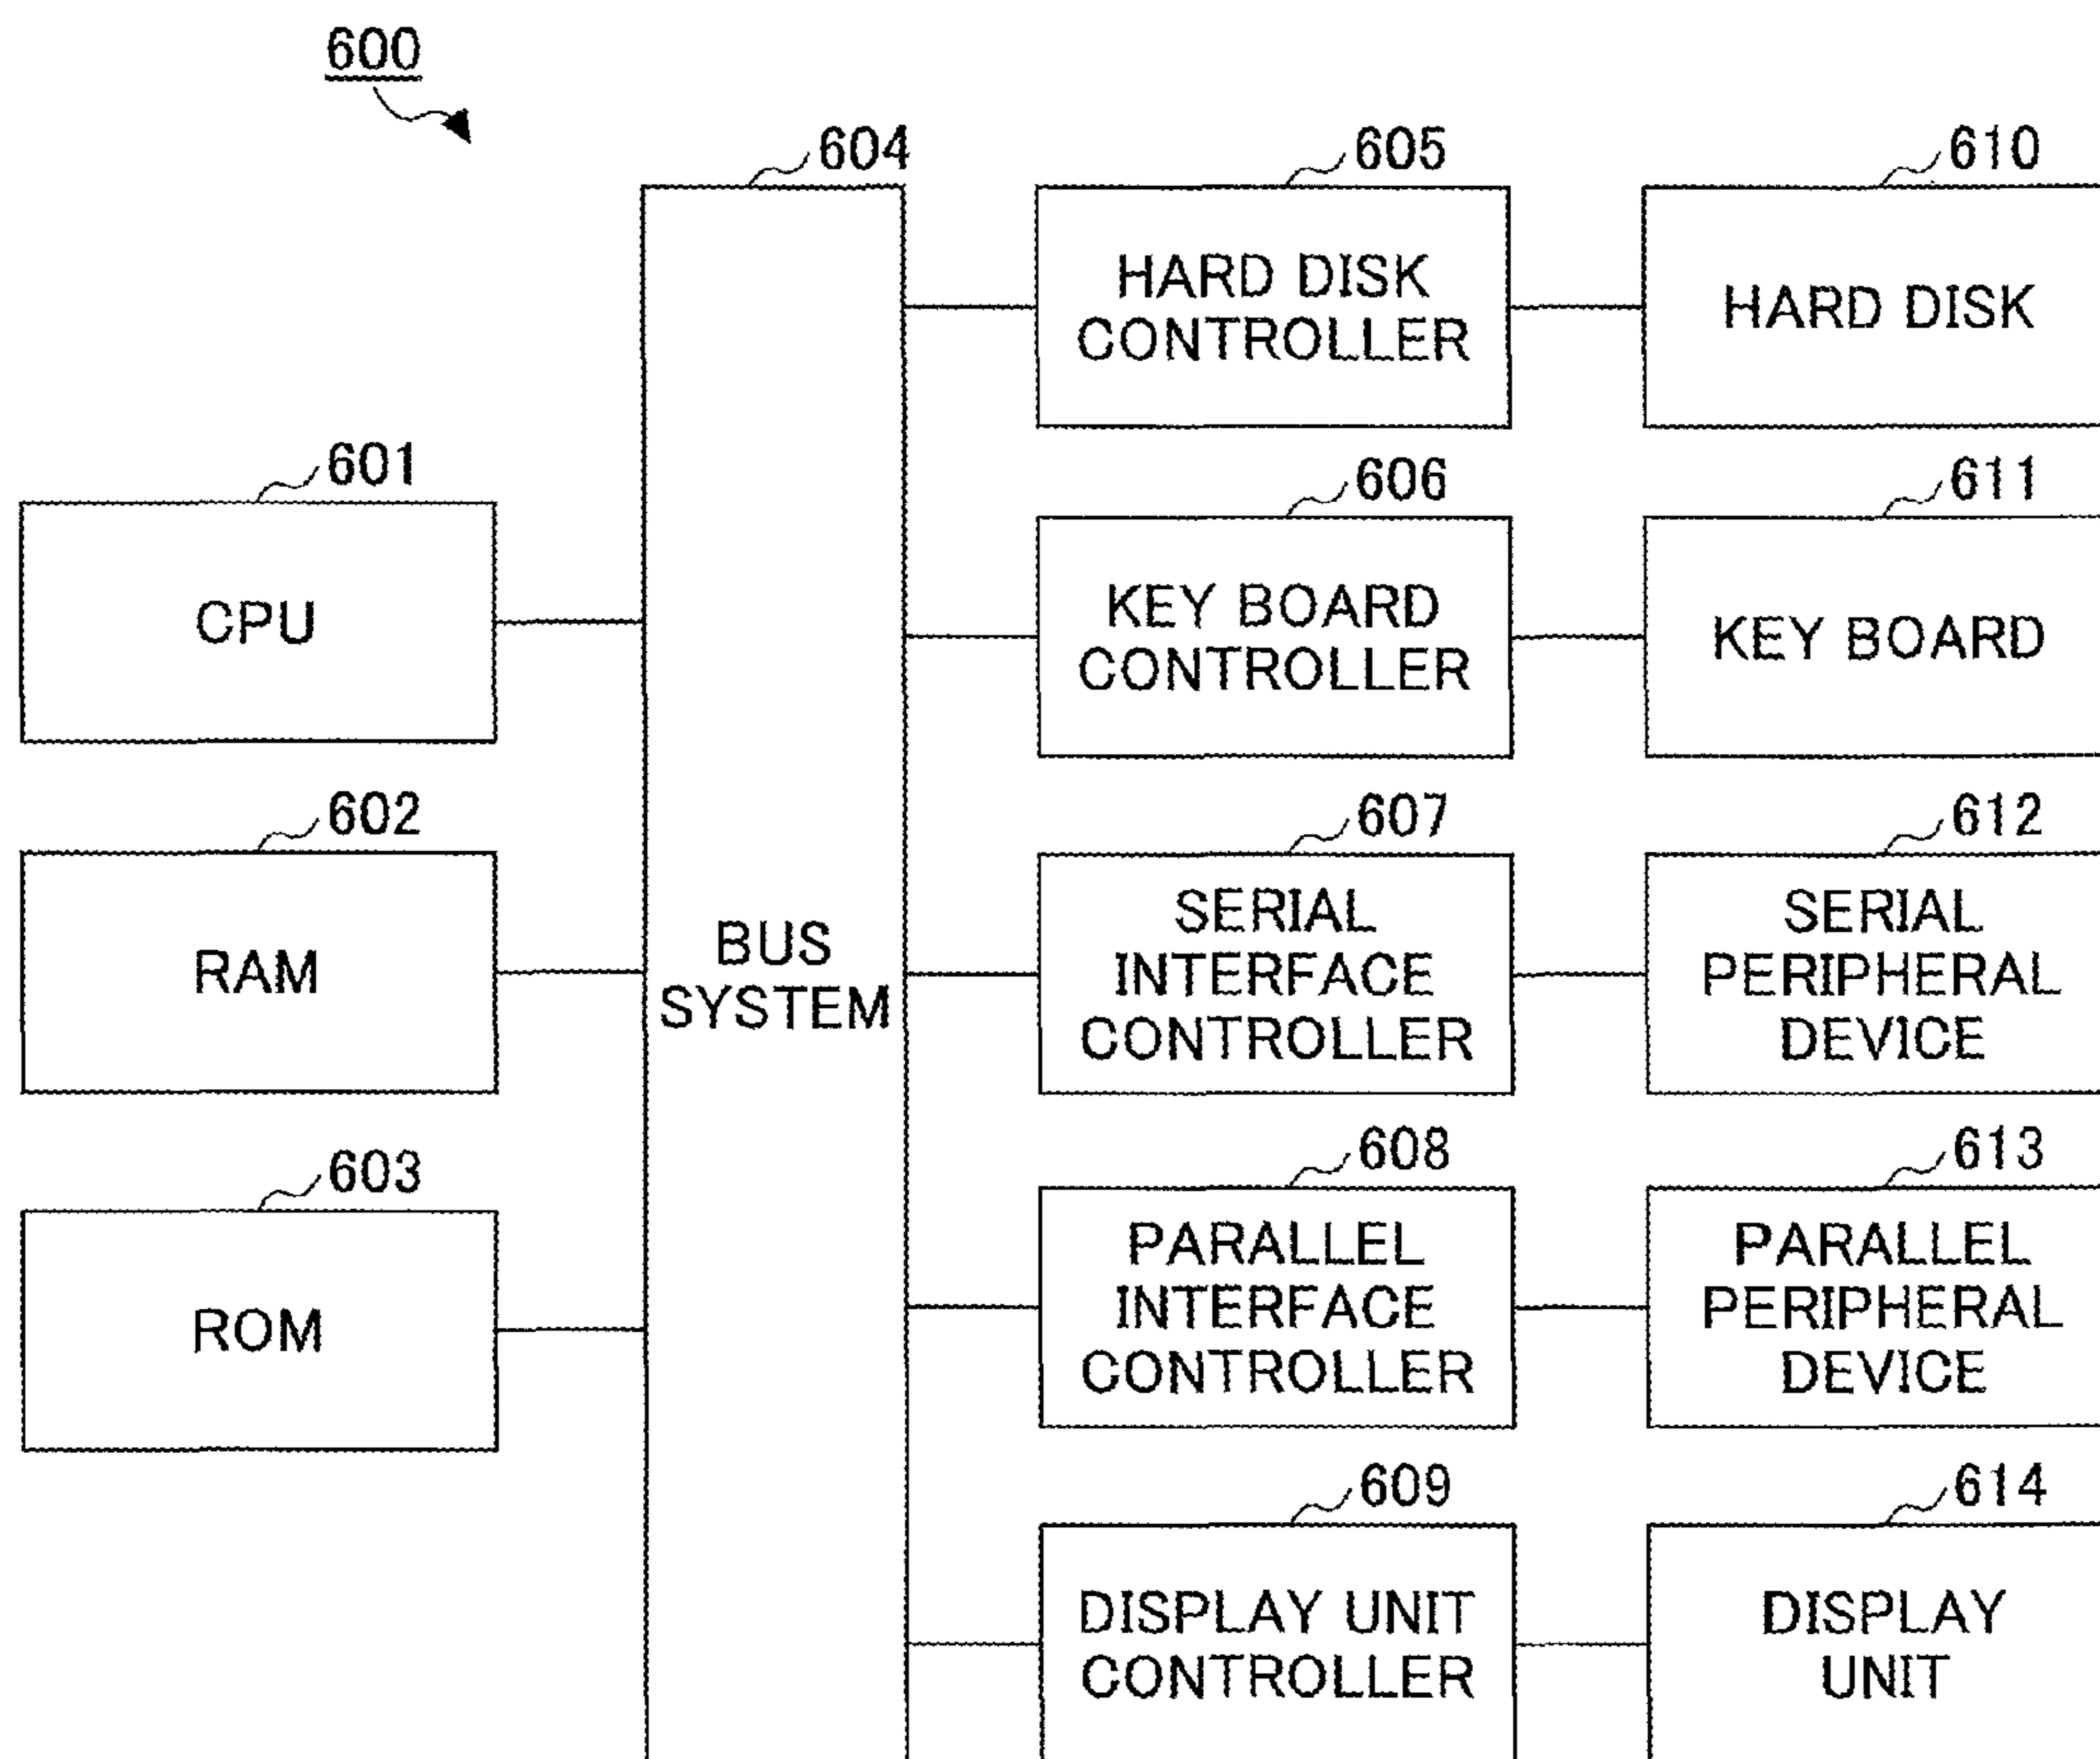 600
604
605
610
HARD DISK
CONTROLLER
HARD DISK
601
606
611
CPU
KEY BOARD
CONTROLLER
KEY BOARD
602
607
612
RAM
BUS
SYSTEM
SERIAL
INTERFACE
CONTROLLER
SERIAL
PERIPHERAL
DEVICE
603
608
613
ROM
PARALLEL
INTERFACE
CONTROLLER
PARALLEL
PERIPHERAL
DEVICE
609
614
DISPLAY UNIT
CONTROLLER
DISPLAY
UNIT